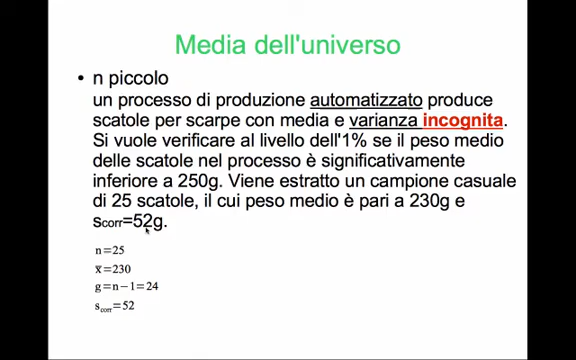 Media dell'universo
• n piccolo
un processo di produzione automatizzato produce
scatole per scarpe con media e varianza incognita.
Si vuole verificare al livello dell'1% se il peso medio
delle scatole nel processo è significativamente
inferiore a 250g. Viene estratto un campione casuale
di 25 scatole, il cui peso medio è pari a 230g e
scorr=52g.
n=25
x̅=230
g=n−1=24
scorr=52